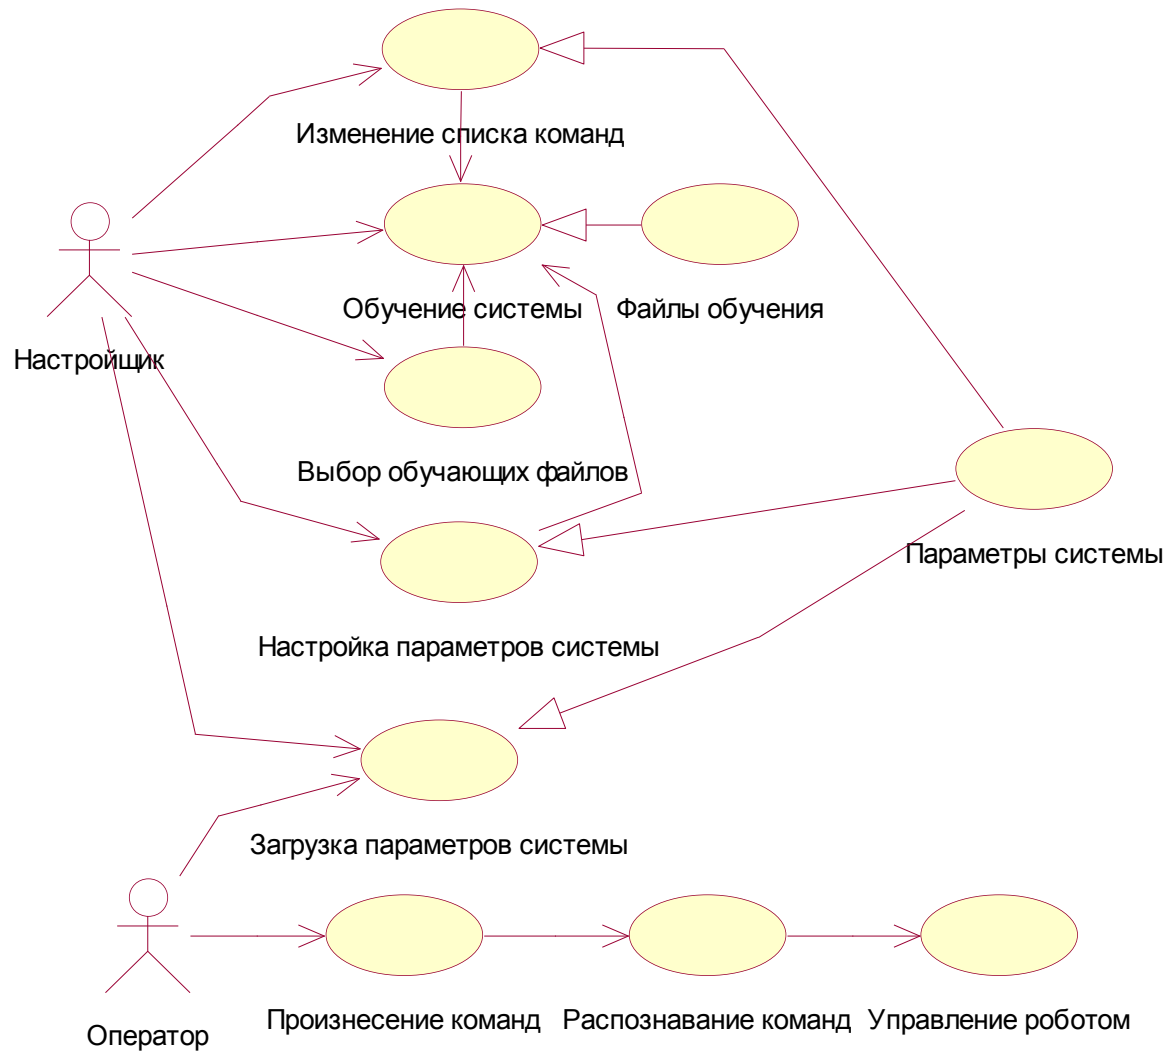 Изменение списка команд
Обучение системы
Файлы обучения
Настройщик
Выбор обучающих файлов
Параметры системы
Настройка параметров системы
Загрузка параметров системы
Оператор
Произнесение команд
Распознавание команд
Управление роботом